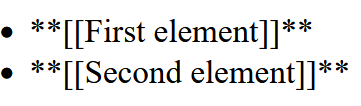 • **[[First element]]**
• **[[Second element]]**